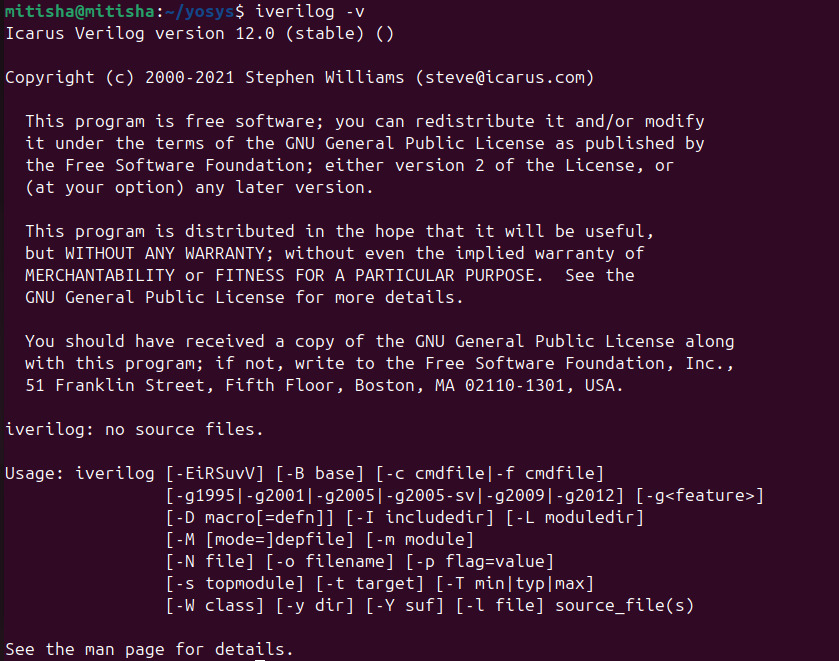 mitisha@mitisha:~/yosys$ iverilog -v
Icarus Verilog version 12.0 (stable) ()
Copyright (c) 2000-2021 Stephen Williams (steve@icarus.com)
This program is free software; you can redistribute it and/or modify
it under the terms of the GNU General Public License as published by
the Free Software Foundation; either version 2 of the License, or
(at your option) any later version.
This program is distributed in the hope that it will be useful,
but WITHOUT ANY WARRANTY; without even the implied warranty of
MERCHANTABILITY or FITNESS FOR A PARTICULAR PURPOSE.  See the
GNU General Public License for more details.
You should have received a copy of the GNU General Public License along
with this program; if not, write to the Free Software Foundation, Inc.,
51 Franklin Street, Fifth Floor, Boston, MA 02110-1301, USA.
iverilog: no source files.
Usage: iverilog [-EiRSuvV] [-B base] [-c cmdfile|-f cmdfile]
[-g1995|-g2001|-g2005|-g2005-sv|-g2009|-g2012] [-g<feature>]
[-D macro[=defn]] [-I includedir] [-L moduledir]
[-M [mode=]depfile] [-m module]
[-N file] [-o filename] [-p flag=value]
[-s topmodule] [-t target] [-T min|typ|max]
[-W class] [-y dir] [-Y suf] [-l file] source_file(s)
See the man page for details.